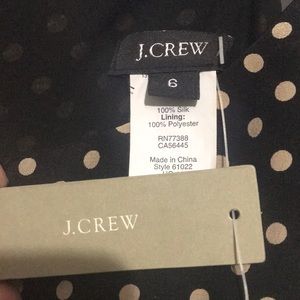 J.CREW
6
100% Silk
Lining:
100% Polyester
RN77388
CA56445
Made in China
Style 61022
J.CREW